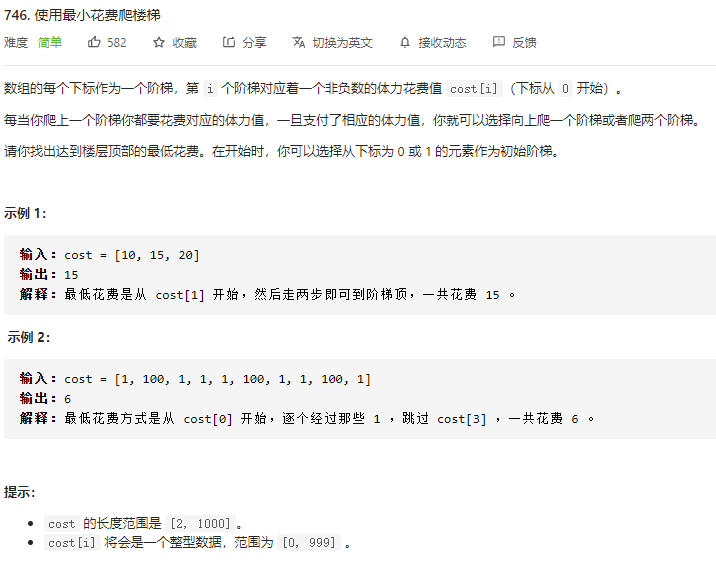 746. 使用最小花费爬楼梯
难度 简单 582 收藏 分享 切换为英文 接收动态 反馈
数组的每个下标作为一个阶梯，第 i 个阶梯对应着一个非负数的体力花费值 cost[i]（下标从 0 开始）。
每当你爬上一个阶梯你都要花费对应的体力值，一旦支付了相应的体力值，你就可以选择向上爬一个阶梯或者爬两个阶梯。
请你找出达到楼层顶部的最低花费。在开始时，你可以选择从下标为 0 或 1 的元素作为初始阶梯。
示例 1：
输入：cost = [10, 15, 20]
输出：15
解释：最低花费是从 cost[1] 开始，然后走两步即可到阶梯顶，一共花费 15 。
示例 2：
输入：cost = [1, 100, 1, 1, 1, 100, 1, 1, 100, 1]
输出：6
解释：最低花费方式是从 cost[0] 开始，逐个经过那些 1 ，跳过 cost[3] ，一共花费 6 。
提示：
• cost 的长度范围是 [2, 1000]。
• cost[i] 将会是一个整型数据，范围为 [0, 999] 。